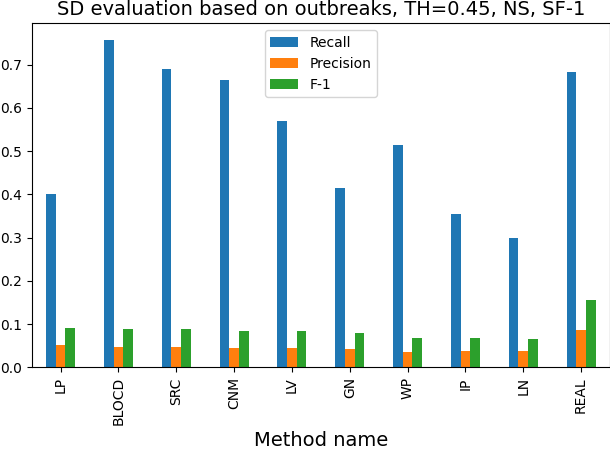 SD evaluation based on outbreaks, TH=0.45, NS, SF-1
Recall
Precision
F-1
0.7
0.6
0.5
0.4
0.3
0.2
0.1
0.0
LP
BLOCD
SRC
CNM
LV
GN
WP
IP
LN
REAL
Method name